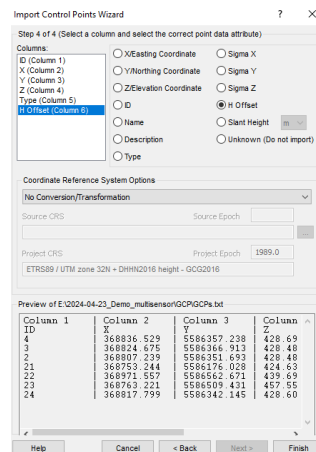 Import Control Points Wizard ? X
Step 4 of 4 (Select a column and select the correct point data attribute)
Columns:
ID (Column 1)
X (Column 2)
Y (Column 3)
Z (Column 4)
Type (Column 5)
H Offset (Column 6)
X/Easting Coordinate
Sigma X
Y/Northing Coordinate
Sigma Y
Z/Elevation Coordinate
Sigma Z
ID
H Offset
Name
Slant Height
m
Description
Unknown (Do not import)
Type
Coordinate Reference System Options
No Conversion/Transformation
Source CRS
Source Epoch
...
Project CRS
Project Epoch 1989.0
ETRS89 / UTM zone 32N + DHHN2016 height - GCG2016
Preview of E:\2024-04-23_Demo_multisensor\GCP\GCPs.txt
Column 1 | Column 2 | Column 3 | Column
ID | X | Y | Z
4 | 368836.529 | 5586357.238 | 428.69
3 | 368824.675 | 5586366.913 | 428.48
2 | 368807.239 | 5586351.693 | 428.48
21 | 368753.244 | 5586176.028 | 424.63
22 | 368971.557 | 5586562.671 | 439.69
23 | 368763.221 | 5586509.431 | 457.55
24 | 368817.799 | 5586342.145 | 428.60
Help
Cancel
< Back
Next >
Finish